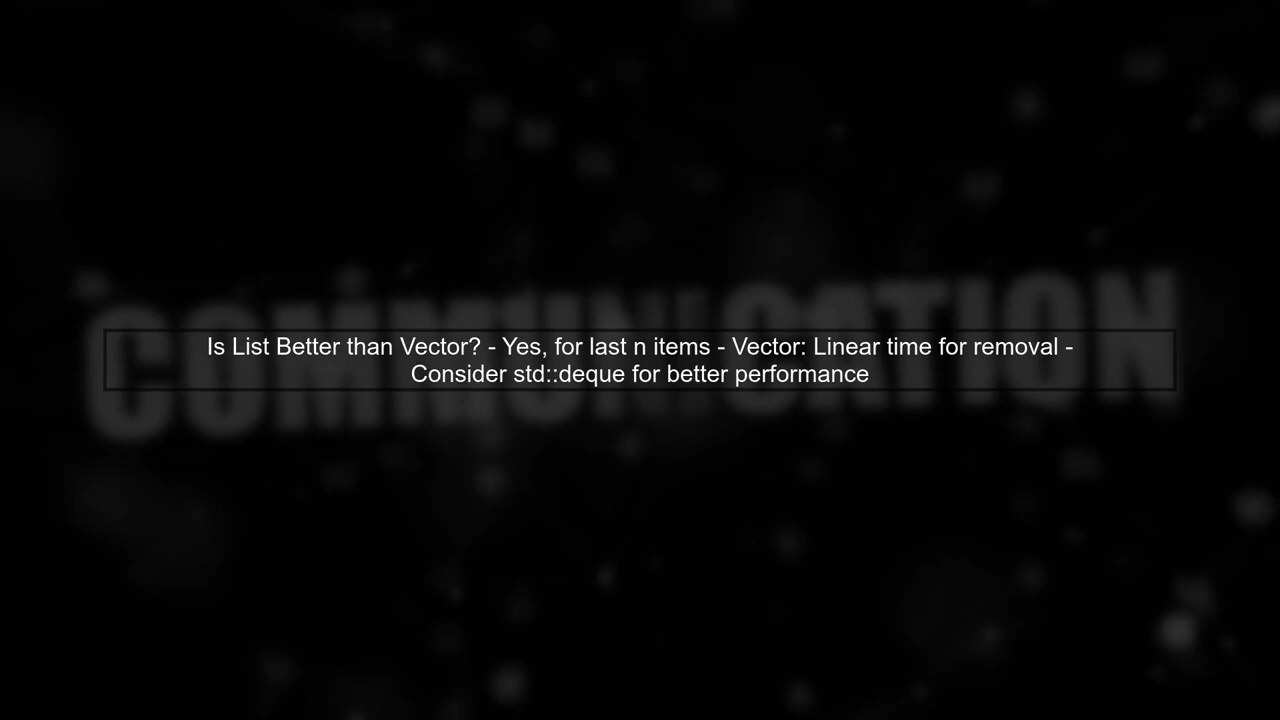 COMMUNICATION
Is List Better than Vector? - Yes, for last n items - Vector: Linear time for removal -
Consider std::deque for better performance